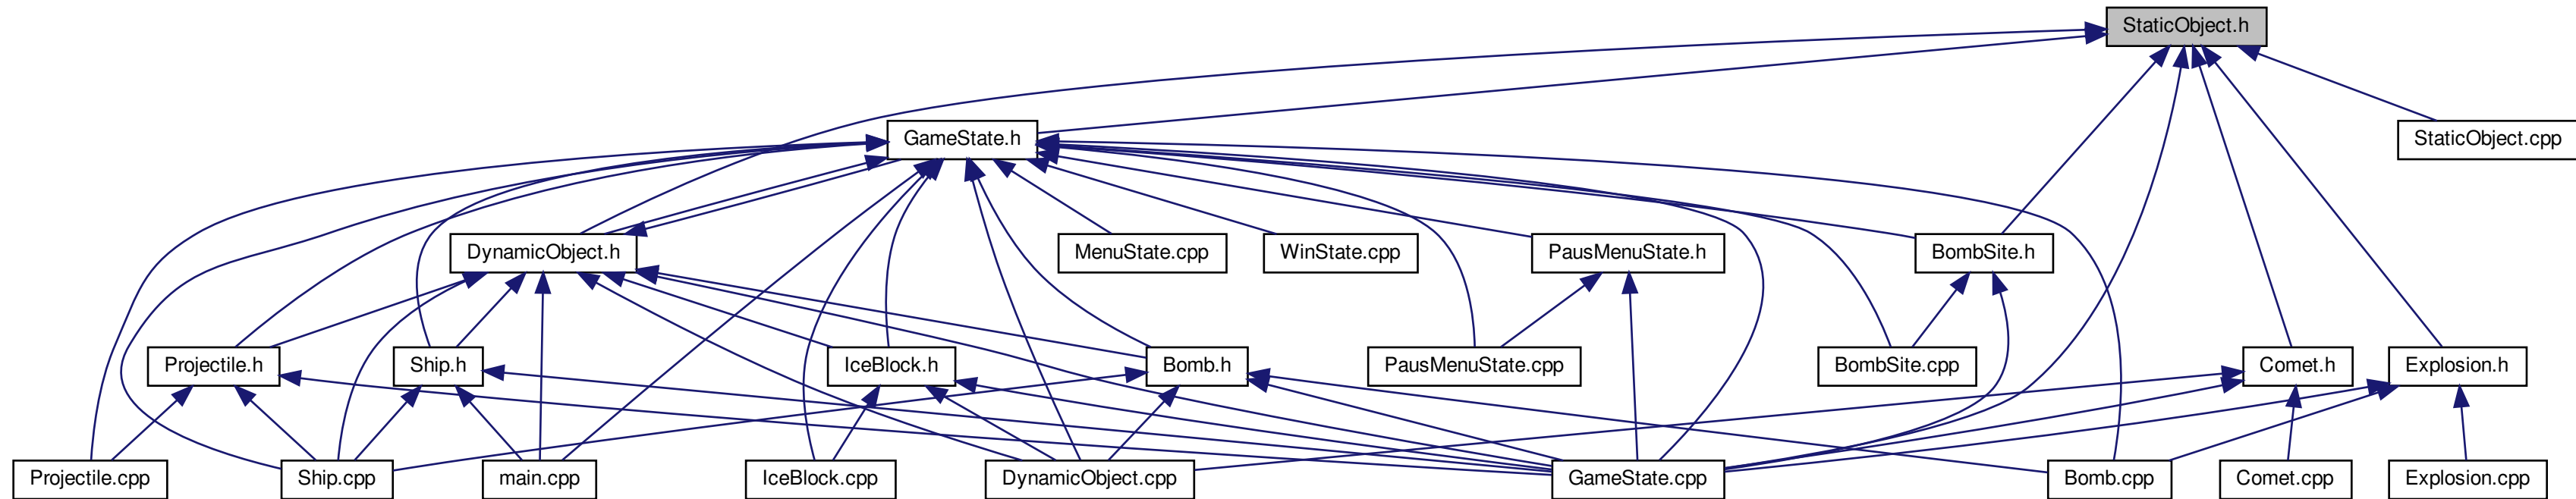 StaticObject.h
GameState.h
StaticObject.cpp
DynamicObject.h
MenuState.cpp
WinState.cpp
PausMenuState.h
BombSite.h
Projectile.h
Ship.h
IceBlock.h
Bomb.h
PausMenuState.cpp
BombSite.cpp
Comet.h
Explosion.h
Projectile.cpp
Ship.cpp
main.cpp
IceBlock.cpp
DynamicObject.cpp
GameState.cpp
Bomb.cpp
Comet.cpp
Explosion.cpp